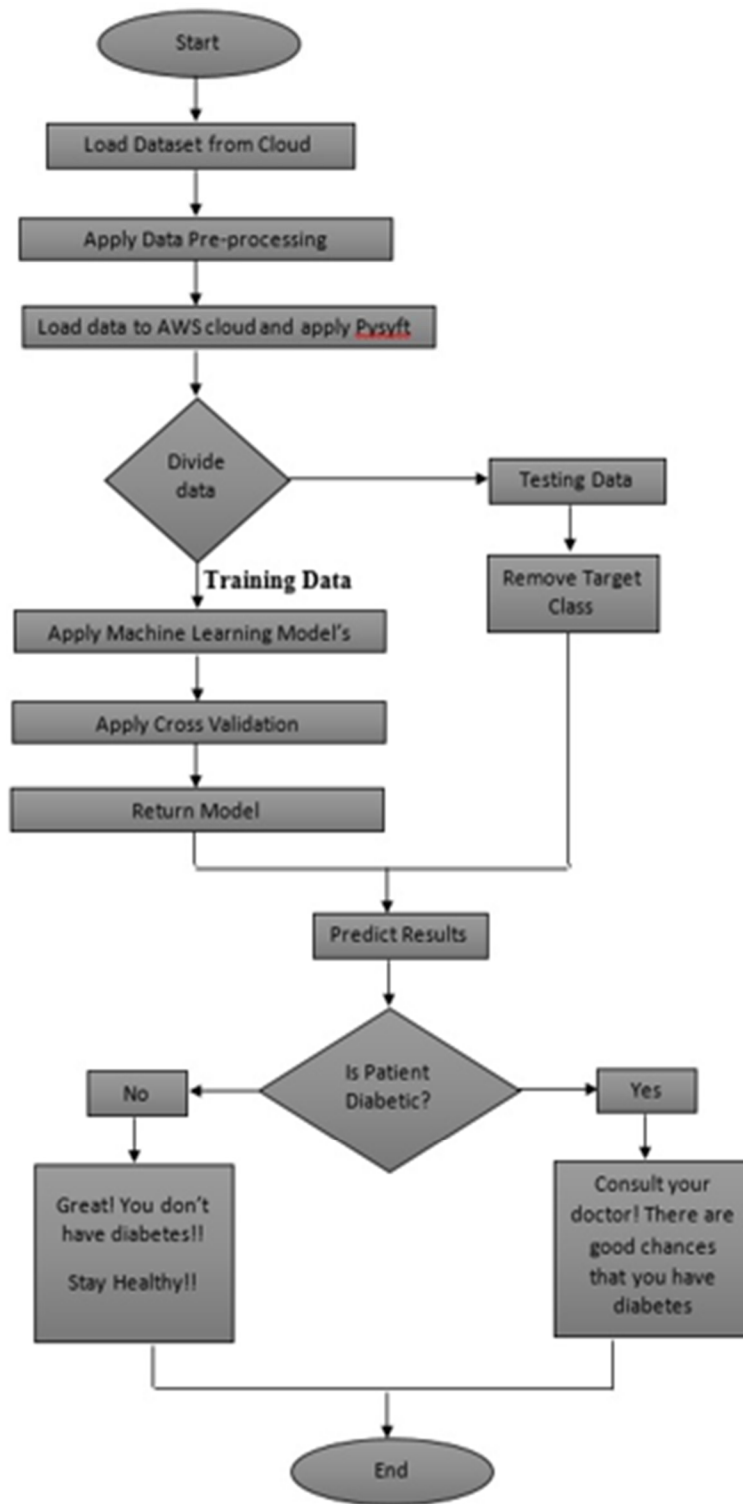 Start
Load Dataset from Cloud
Apply Data Pre-processing
Load data to AWS cloud and apply Pysyft
Divide
data
Testing Data
Remove Target
Class
Training Data
Apply Machine Learning Model's
Apply Cross Validation
Return Model
Predict Results
Is Patient
Diabetic?
No
Yes
Great! You don't
have diabetes!!
Stay Healthy!!
Consult your
doctor! There are
good chances
that you have
diabetes
End